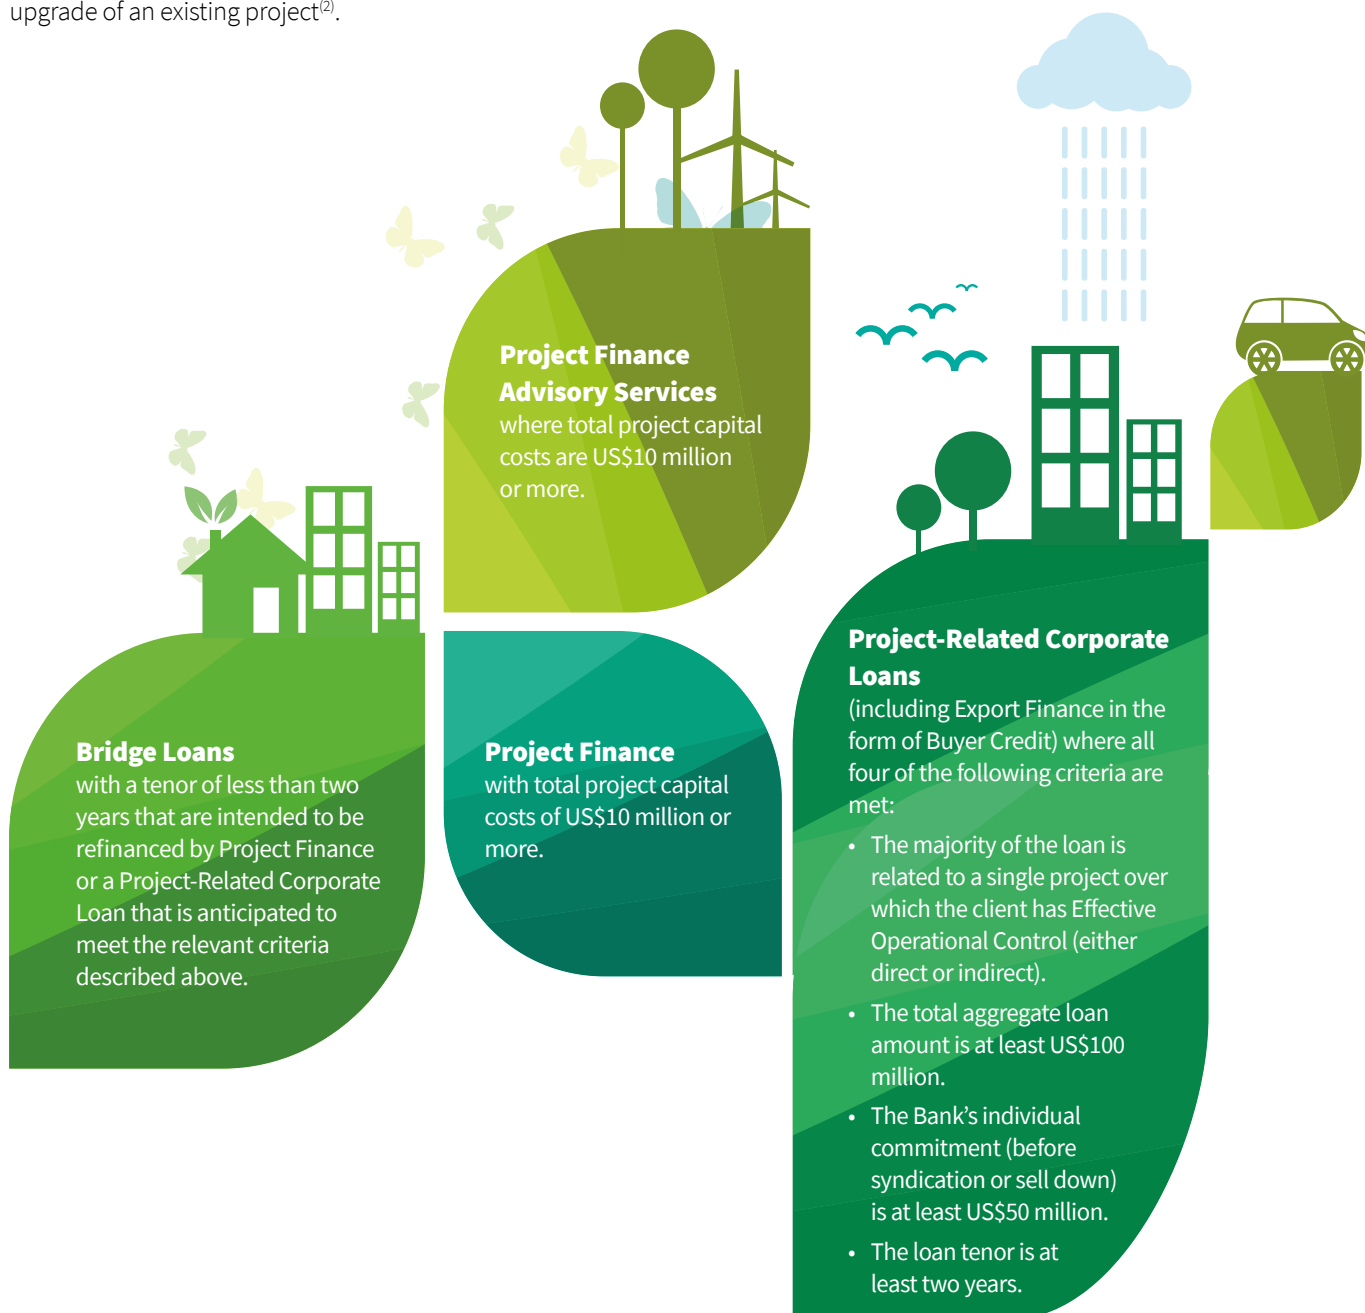 upgrade of an existing project(2).
Project Finance
Advisory Services
where total project capital
costs are US$10 million
or more.
Bridge Loans
with a tenor of less than two
years that are intended to be
refinanced by Project Finance
or a Project-Related Corporate
Loan that is anticipated to
meet the relevant criteria
described above.
Project Finance
with total project capital
costs of US$10 million or
more.
Project-Related Corporate
Loans
(including Export Finance in the
form of Buyer Credit) where all
four of the following criteria are
met:
• The majority of the loan is
related to a single project over
which the client has Effective
Operational Control (either
direct or indirect).
• The total aggregate loan
amount is at least US$100
million.
• The Bank’s individual
commitment (before
syndication or sell down)
is at least US$50 million.
• The loan tenor is at
least two years.